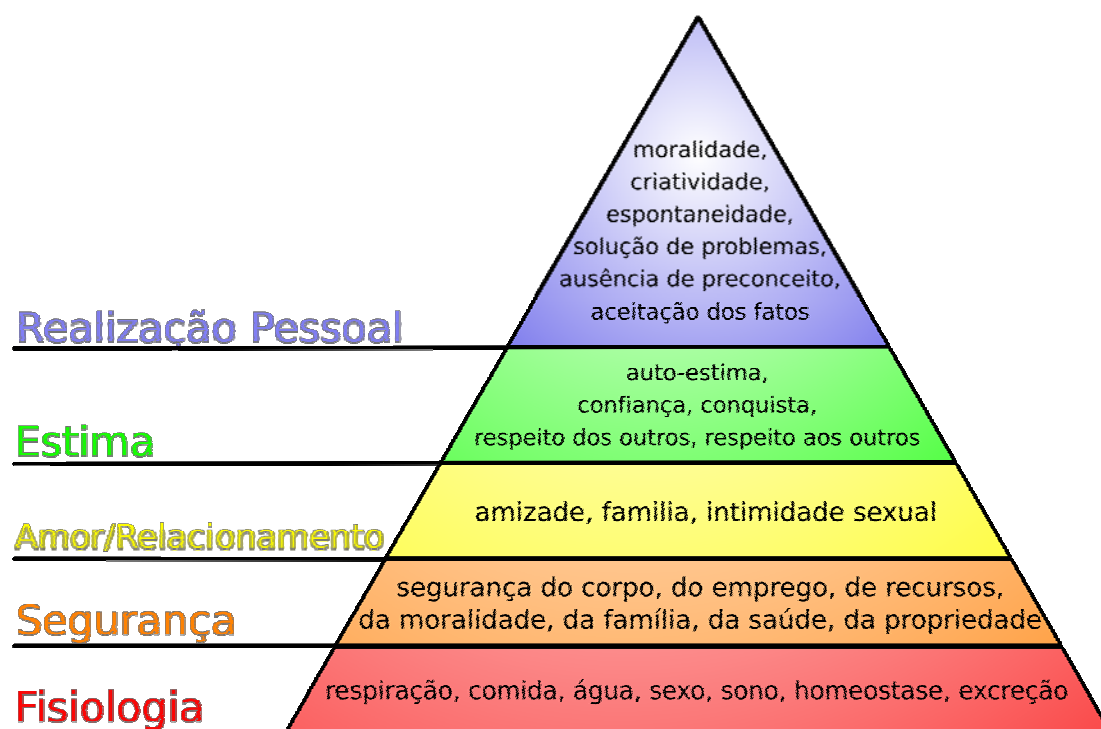 moralidade,
criatividade,
espontaneidade,
solução de problemas,
ausência de preconceito,
aceitação dos fatos
Realização Pessoal
auto-estima,
confiança, conquista,
respeito dos outros, respeito aos outros
Estima
amizade, familia, intimidade sexual
Amor/Relacionamento
segurança do corpo, do emprego, de recursos,
da moralidade, da família, da saúde, da propriedade
Segurança
respiração, comida, água, sexo, sono, homeostase, excreção
Fisiologia